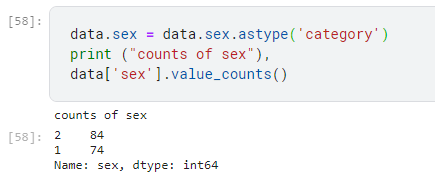 [58]:
data.sex = data.sex.astype('category')
print ("counts of sex"),
data['sex'].value_counts()
counts of sex
[58]: 2    84
1    74
Name: sex, dtype: int64